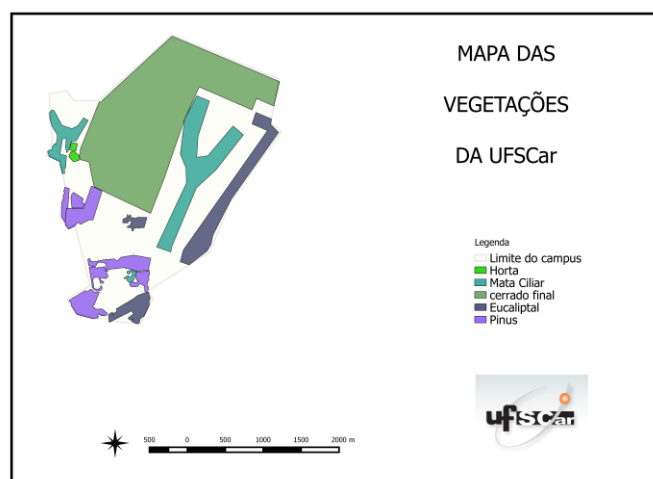 MAPA DAS
VEGETAÇÕES
DA UFSCar
Legenda
Limite do campus
Horta
Mata Ciliar
cerrado final
Eucaliptal
Pinus
ufscar
500 0 500 1000 1500 2000 m